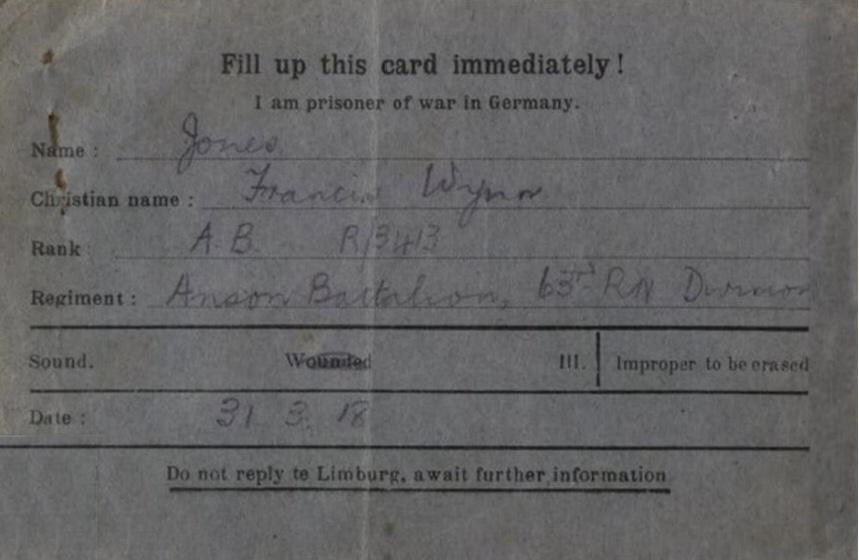 Fill up this card immediately!
I am prisoner of war in Germany.
Name : Jones
Christian name : Francis Wynn
Rank : A.B. R/3413
Regiment : Anson Battalion, 63rd RN Division
Sound. Wounded Ill. Improper to be erased
Date : 31 3. 18
Do not reply to Limburg, await further information